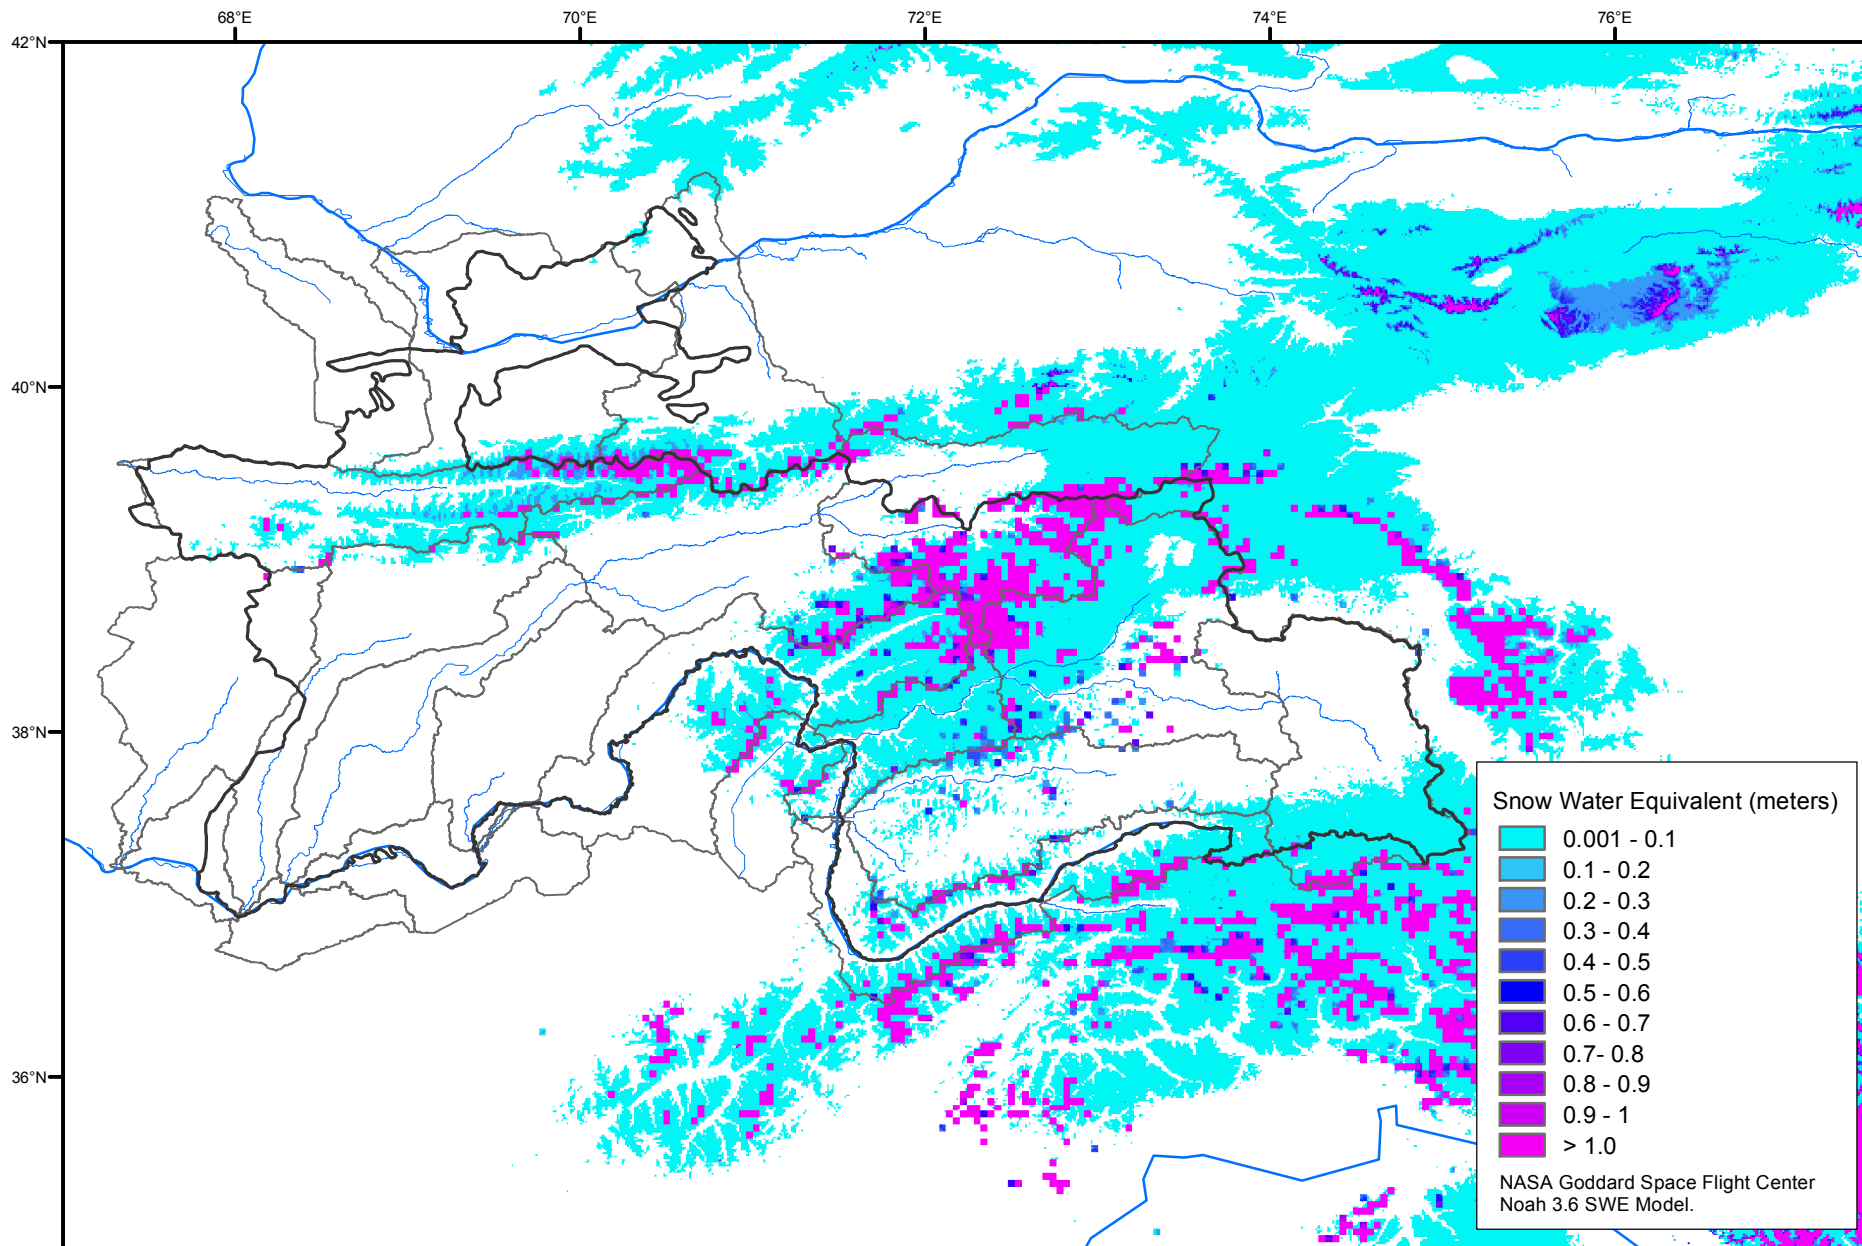 68°E
70°E
72°E
74°E
76°E
42°N
40°N
38°N
36°N
Snow Water Equivalent (meters)
0.001 - 0.1
0.1 - 0.2
0.2 - 0.3
0.3 - 0.4
0.4 - 0.5
0.5 - 0.6
0.6 - 0.7
0.7- 0.8
0.8 - 0.9
0.9 - 1
> 1.0
NASA Goddard Space Flight Center
Noah 3.6 SWE Model.